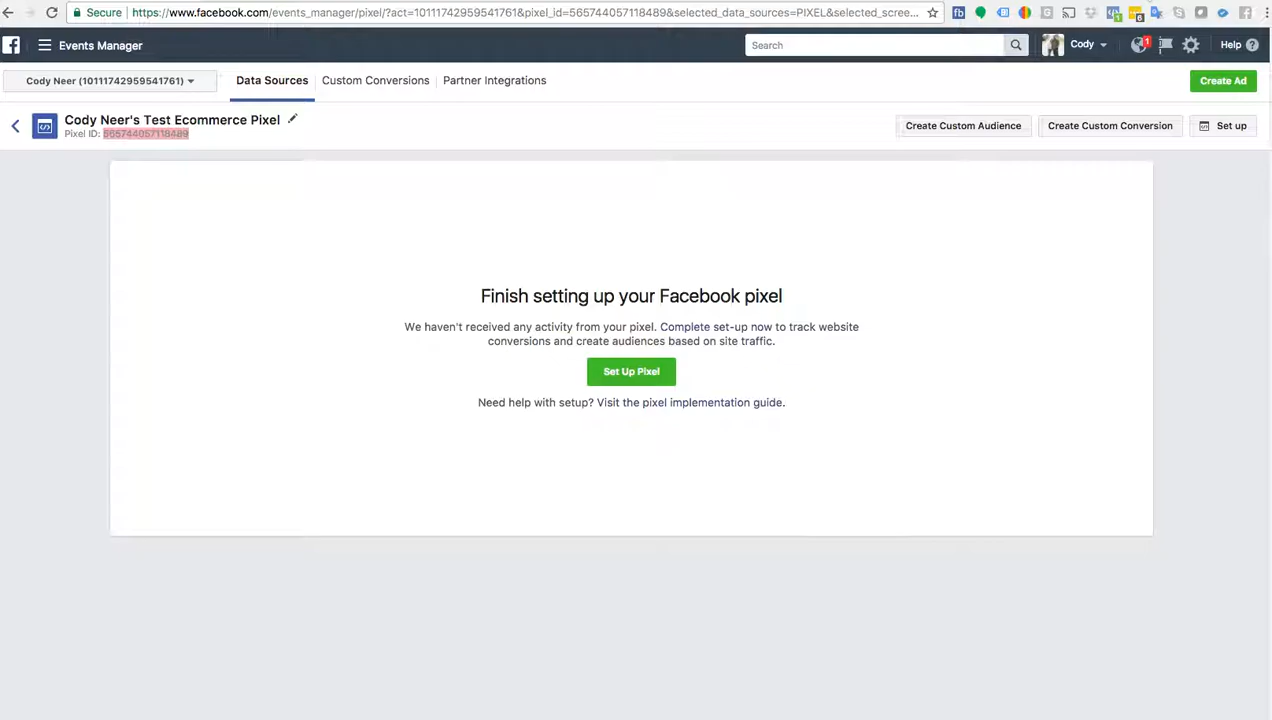 Secure https://www.facebook.com/events_manager/pixel/?act=10111742959541761&pixel_id=565744057118489&selected_data_sources=PIXEL&selected_scree...
Events Manager
Search
Cody
1
Help
Cody Neer (10111742959541761)
Data Sources
Custom Conversions
Partner Integrations
Create Ad
Cody Neer's Test Ecommerce Pixel
Pixel ID: 565744057118489
Create Custom Audience
Create Custom Conversion
Set up
Finish setting up your Facebook pixel
We haven't received any activity from your pixel. Complete set-up now to track website
conversions and create audiences based on site traffic.
Set Up Pixel
Need help with setup? Visit the pixel implementation guide.